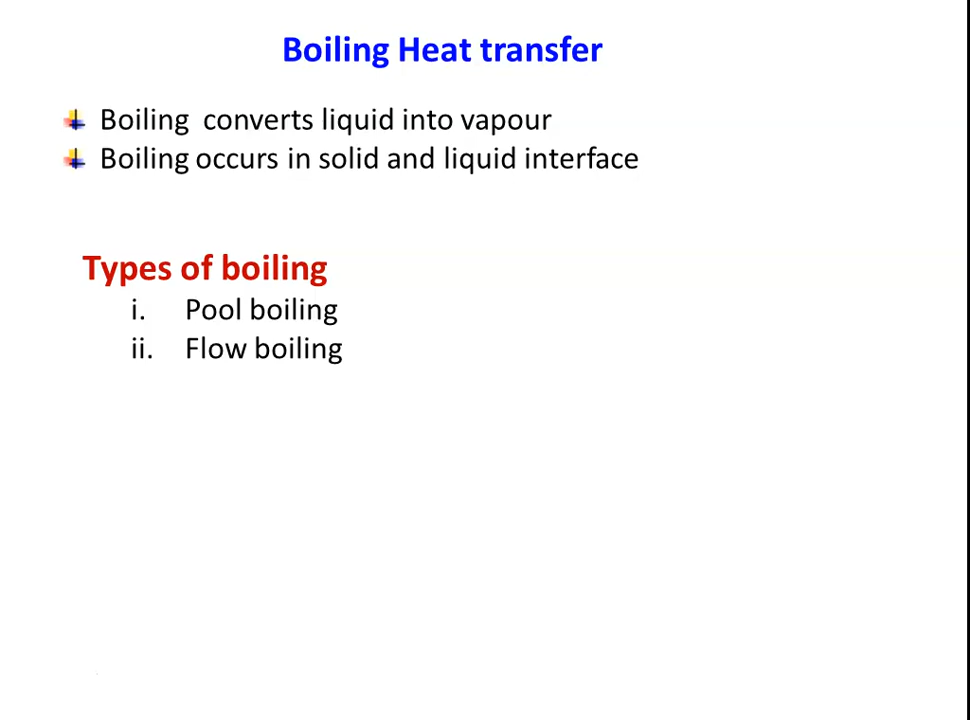 Boiling Heat transfer
Boiling converts liquid into vapour
Boiling occurs in solid and liquid interface
Types of boiling
i. Pool boiling
ii. Flow boiling